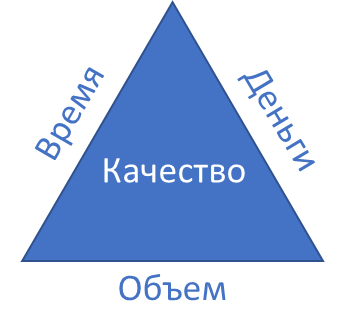 Время
Деньги
Качество
Объем